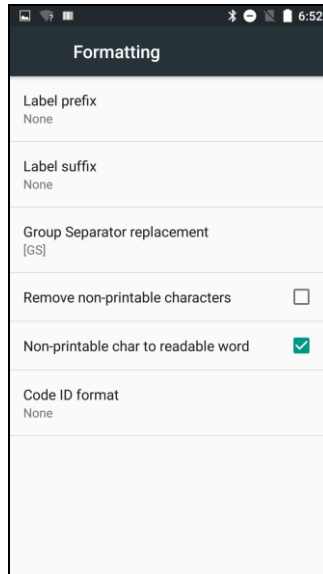 6:52
Formatting
Label prefix
None
Label suffix
None
Group Separator replacement
[GS]
Remove non-printable characters
Non-printable char to readable word
Code ID format
None